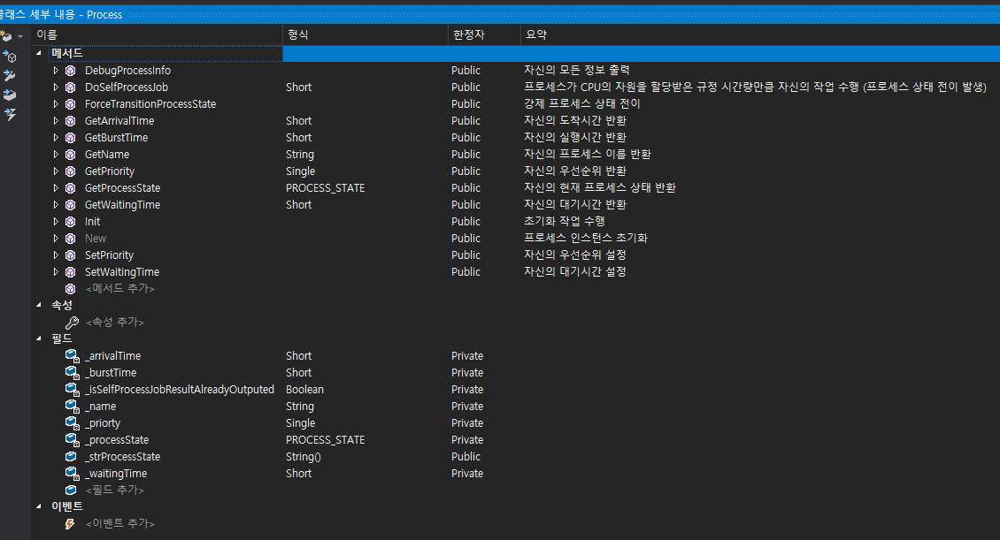 클래스 세부 내용 - Process
이름 형식 한정자 요약
메서드
DebugProcessInfo Public 자신의 모든 정보 출력
DoSelfProcessJob Short Public 프로세스가 CPU의 자원을 할당받은 규정 시간량만큼 자신의 작업 수행 (프로세스 상태 전이 발생)
ForceTransitionProcessState Public 강제 프로세스 상태 전이
GetArrivalTime Short Public 자신의 도착시간 반환
GetBurstTime Short Public 자신의 실행시간 반환
GetName String Public 자신의 프로세스 이름 반환
GetPriority Single Public 자신의 우선순위 반환
GetProcessState PROCESS_STATE Public 자신의 현재 프로세스 상태 반환
GetWaitingTime Short Public 자신의 대기시간 반환
Init Public 초기화 작업 수행
New Public 프로세스 인스턴스 초기화
SetPriority Public 자신의 우선순위 설정
SetWaitingTime Public 자신의 대기시간 설정
<메서드 추가>
속성
<속성 추가>
필드
_arrivalTime Short Private
_burstTime Short Private
_isSelfProcessJobResultAlreadyOutputed Boolean Private
_name String Private
_priorty Single Private
_processState PROCESS_STATE Private
_strProcessState String() Public
_waitingTime Short Private
<필드 추가>
이벤트
<이벤트 추가>